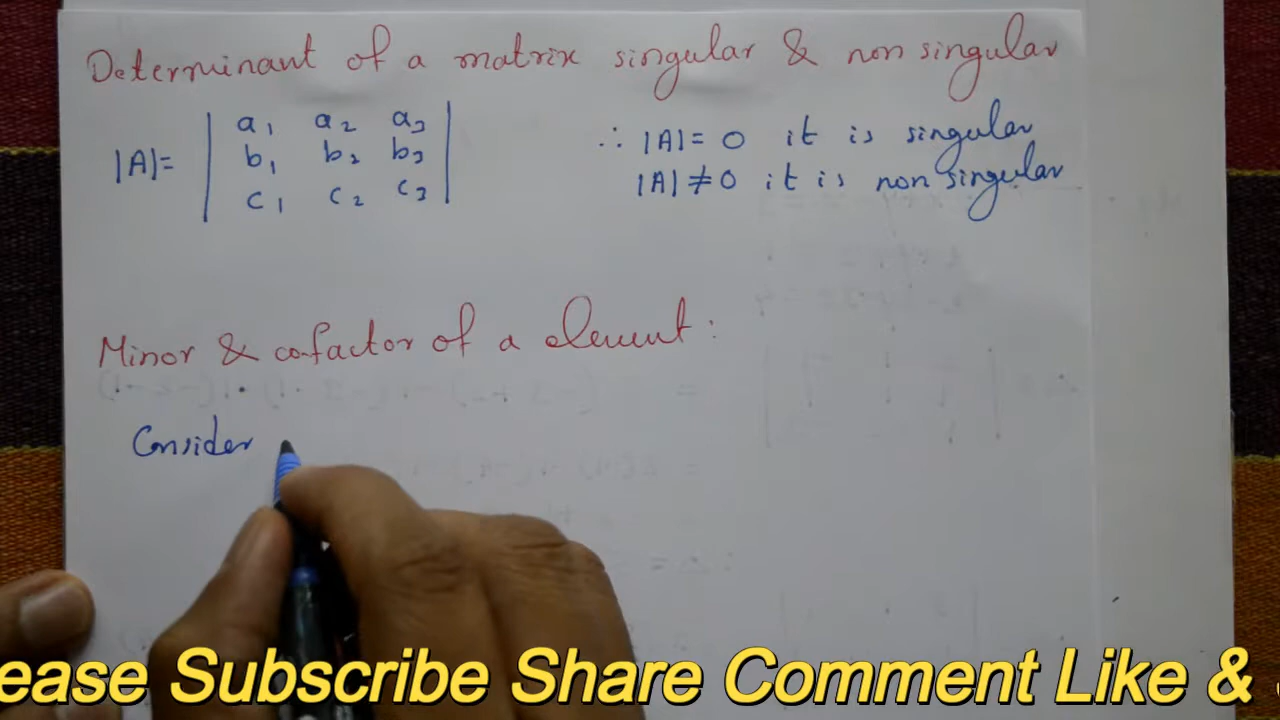 Determinant of a matrix singular & non singular
|A|= | a₁ a₂ a₃ |
| b₁ b₂ b₃ |
| c₁ c₂ c₃ |
∴ |A|= 0 it is singular
|A| ≠ 0 it is non singular
Minor & cofactor of a element:
Consider
ease Subscribe Share Comment Like &